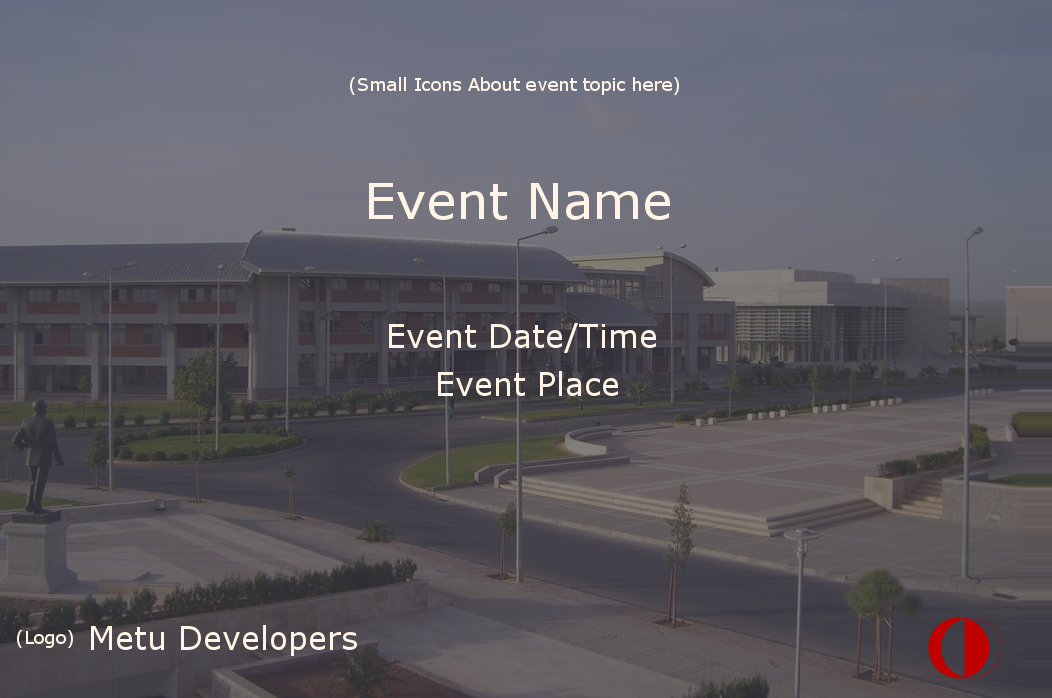 (Small Icons About event topic here)
Event Name
Event Date/Time
Event Place
(Logo) Metu Developers